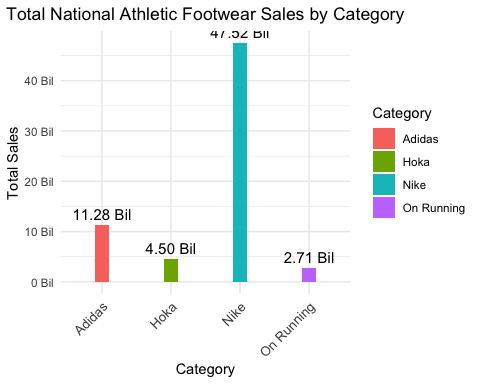 Total National Athletic Footwear Sales by Category
47.52 Bil
40 Bil
30 Bil
20 Bil
10 Bil
0 Bil
Total Sales
11.28 Bil
4.50 Bil
2.71 Bil
Adidas
Hoka
Nike
On Running
Category
Category
Adidas
Hoka
Nike
On Running